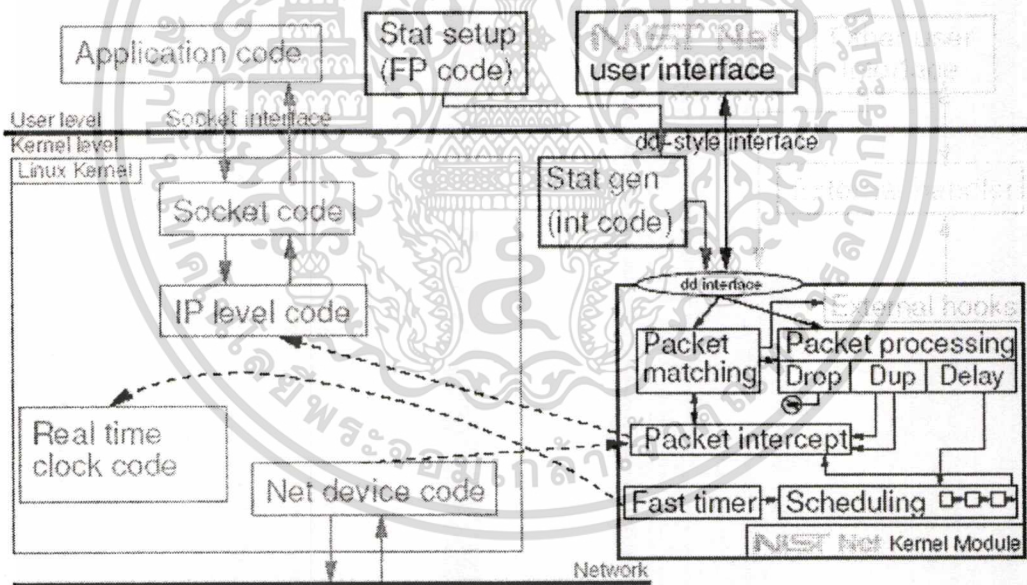 Application code
Stat setup
(FP code)
NIST Net
user interface
Other user
interface
User level
Socket interface
Kernel level
dd-style interface
Linux Kernel
Socket code
Stat gen
(int code)
dd interface
IP level code
External hooks
Packet
matching
Packet processing
Drop
Dup
Delay
Packet intercept
Real time
clock code
Net device code
Fast timer
Scheduling
NIST Net Kernel Module
Network